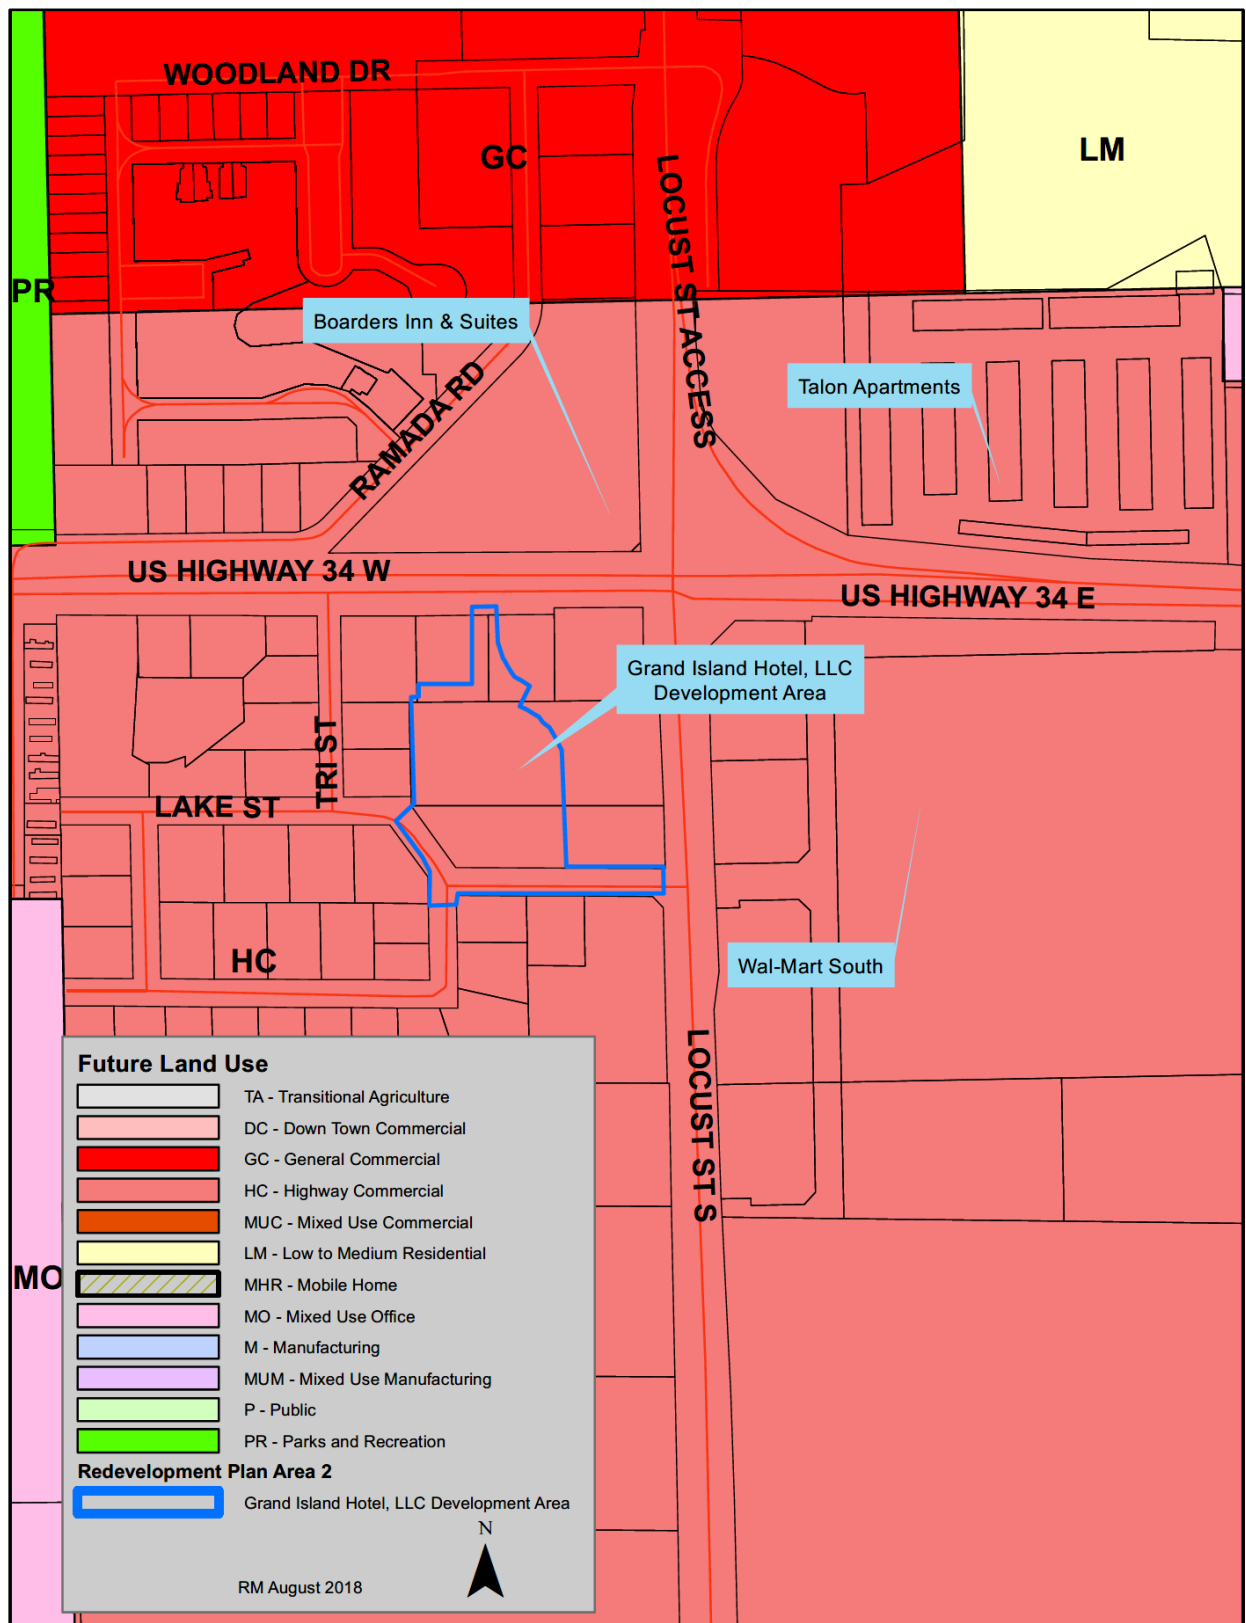 WOODLAND DR
GC
LM
LOCUST ST ACCESS
PR
Boarders Inn & Suites
Talon Apartments
RAMADA RD
US HIGHWAY 34 W
US HIGHWAY 34 E
Grand Island Hotel, LLC
Development Area
TRI ST
LAKE ST
HC
Wal-Mart South
LOCUST ST S
MO
Future Land Use
TA - Transitional Agriculture
DC - Down Town Commercial
GC - General Commercial
HC - Highway Commercial
MUC - Mixed Use Commercial
LM - Low to Medium Residential
MHR - Mobile Home
MO - Mixed Use Office
M - Manufacturing
MUM - Mixed Use Manufacturing
P - Public
PR - Parks and Recreation
Redevelopment Plan Area 2
Grand Island Hotel, LLC Development Area
N
RM August 2018